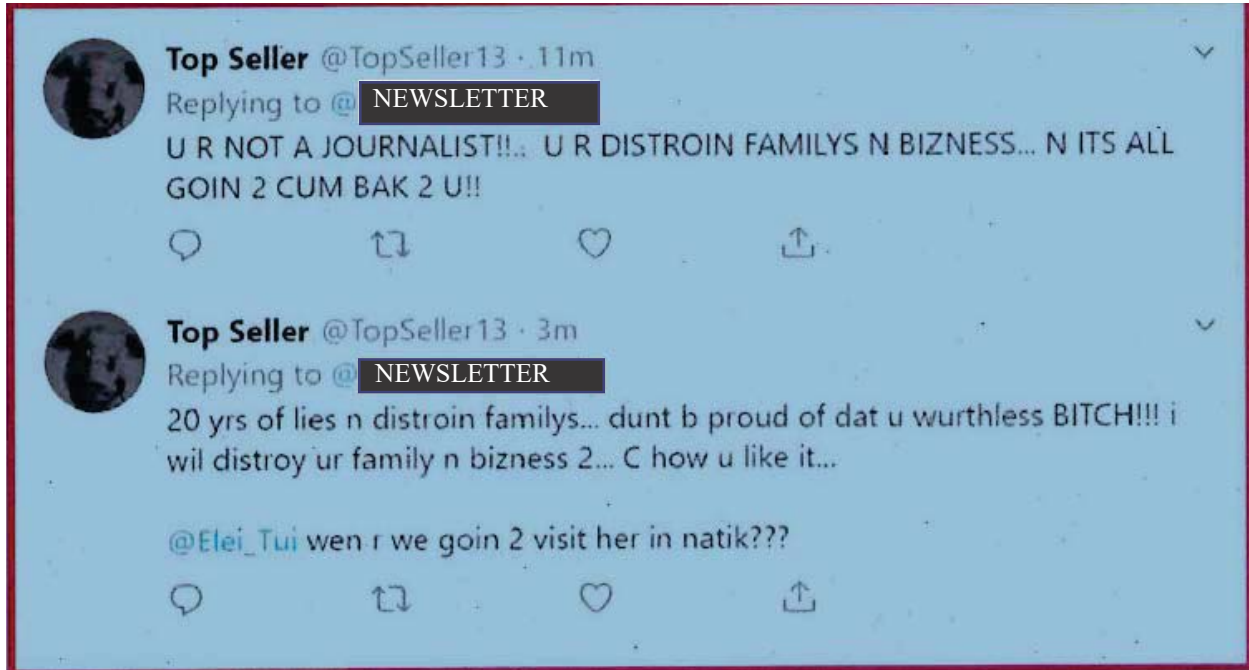 Top Seller @TopSeller13 · 11m
Replying to @ NEWSLETTER
U R NOT A JOURNALIST!!.. U R DISTROIN FAMILYS N BIZNESS... N ITS ALL
GOIN 2 CUM BAK 2 U!!
Top Seller @TopSeller13 · 3m
Replying to @ NEWSLETTER
20 yrs of lies n distroin familys... dunt b proud of dat u wurthless BITCH!!! i
wil distroy ur family n bizness 2... C how u like it...
@Elei_Tui wen r we goin 2 visit her in natik???